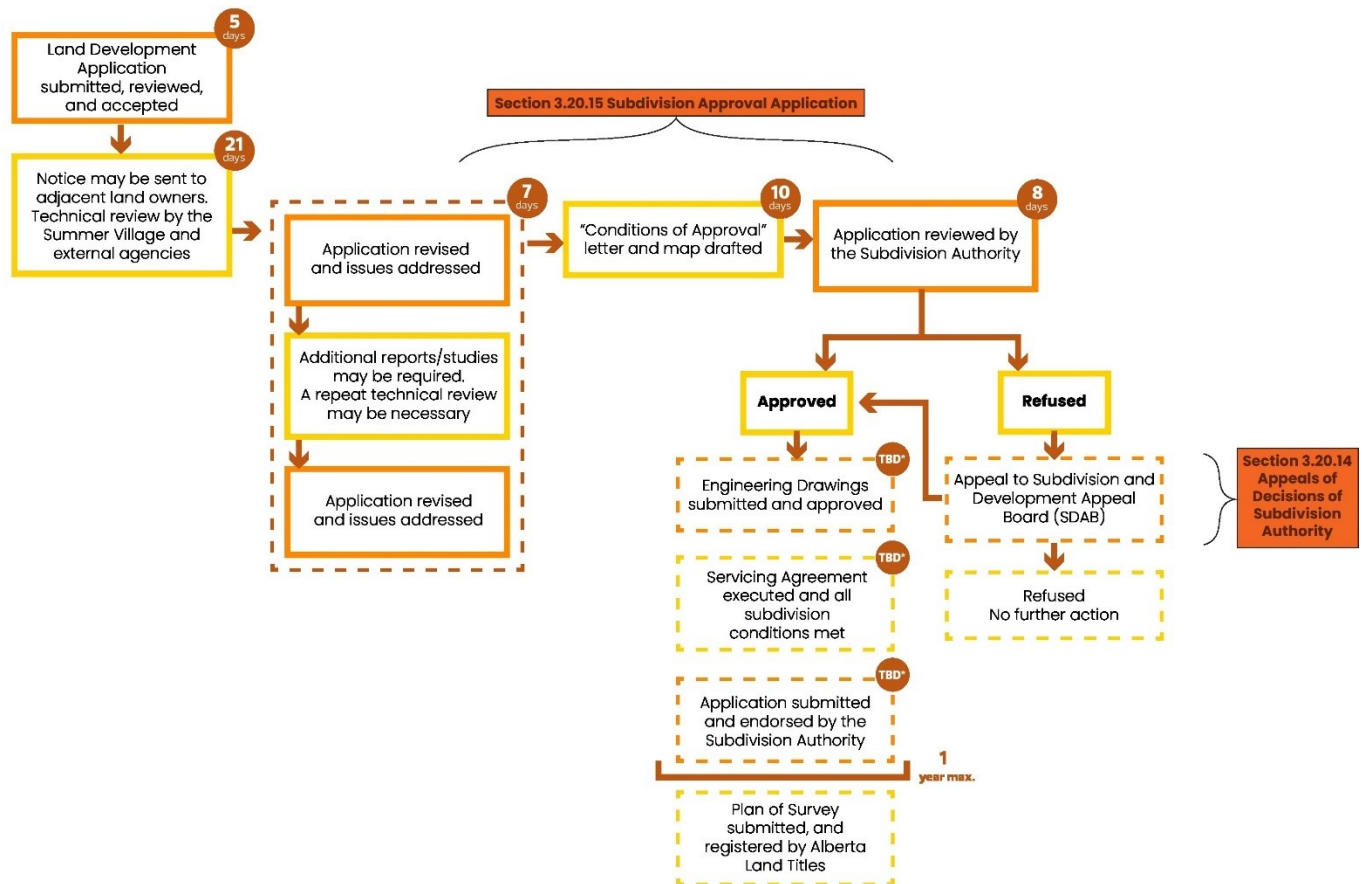 5
days
Land Development
Application
submitted, reviewed,
and accepted
21
days
Notice may be sent to
adjacent land owners.
Technical review by the
Summer Village and
external agencies
Section 3.20.15 Subdivision Approval Application
7
days
Application revised
and issues addressed
Additional reports/studies
may be required.
A repeat technical review
may be necessary
Application revised
and issues addressed
10
days
“Conditions of Approval”
letter and map drafted
8
days
Application reviewed by
the Subdivision Authority
Approved
Refused
TBD*
Engineering Drawings
submitted and approved
TBD*
Servicing Agreement
executed and all
subdivision
conditions met
TBD*
Application submitted
and endorsed by the
Subdivision Authority
1
year max.
Plan of Survey
submitted, and
registered by Alberta
Land Titles
Appeal to Subdivision and
Development Appeal
Board (SDAB)
Refused
No further action
Section 3.20.14
Appeals of
Decisions of
Subdivision
Authority